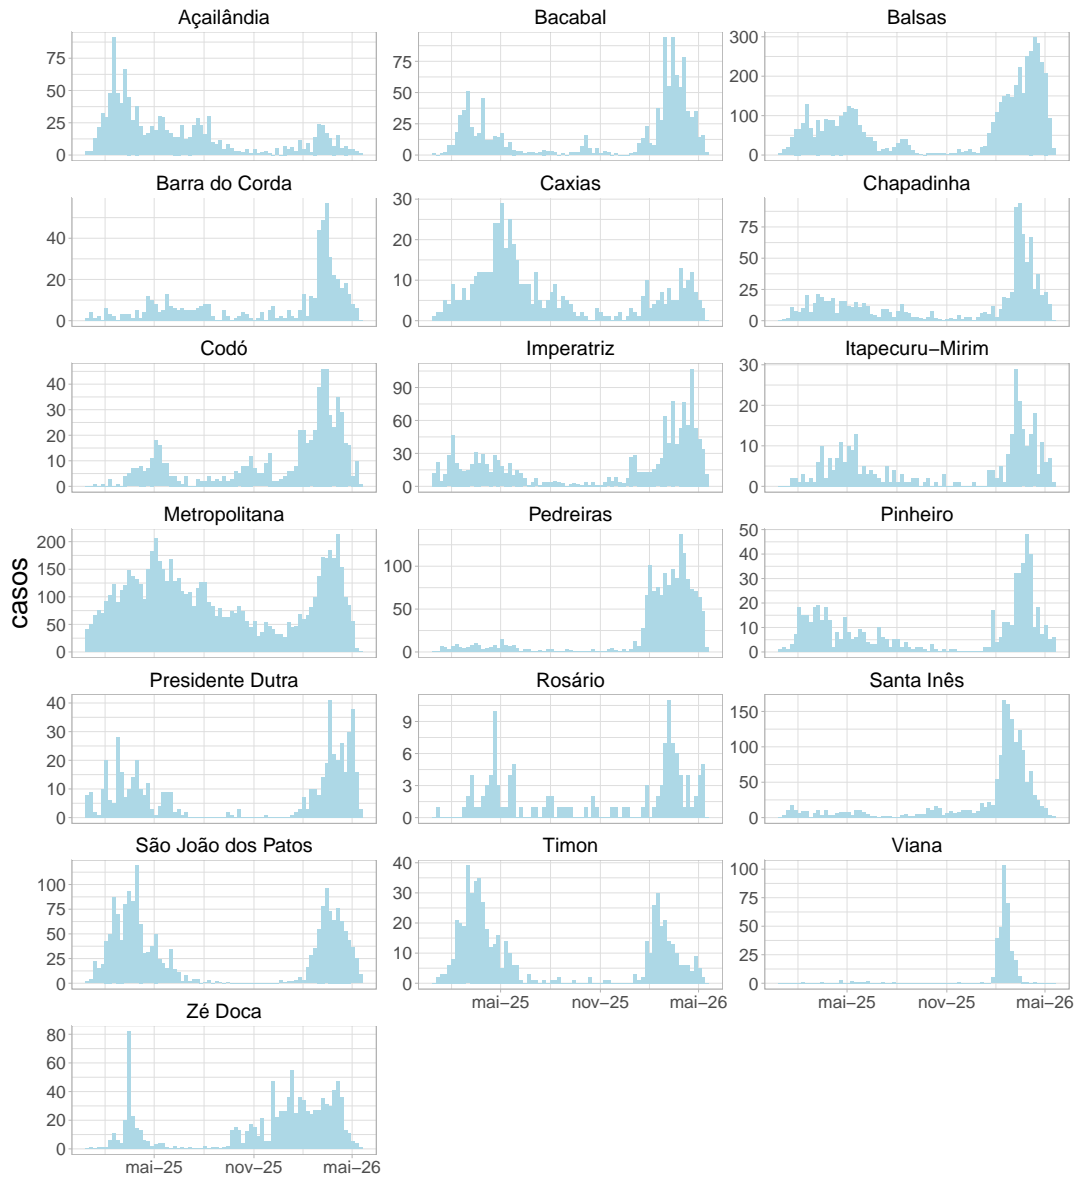 Açailândia Bacabal Balsas
75 50 25 0
75 50 25 0
300 200 100 0
Barra do Corda Caxias Chapadinha
40 20 0
30 20 10 0
75 50 25 0
Codó Imperatriz Itapecuru−Mirim
40 30 20 10 0
90 60 30 0
30 20 10 0
Metropolitana Pedreiras Pinheiro
200 150 100 50 0
100 50 0
50 40 30 20 10 0
casos
Presidente Dutra Rosário Santa Inês
40 30 20 10 0
9 6 3 0
150 100 50 0
São João dos Patos Timon Viana
100 75 50 25 0
40 30 20 10 0
100 80 60 40 20 0
mai−25 nov−25 mai−26 mai−25 nov−25 mai−26
Zé Doca
80 60 40 20 0
mai−25 nov−25 mai−26